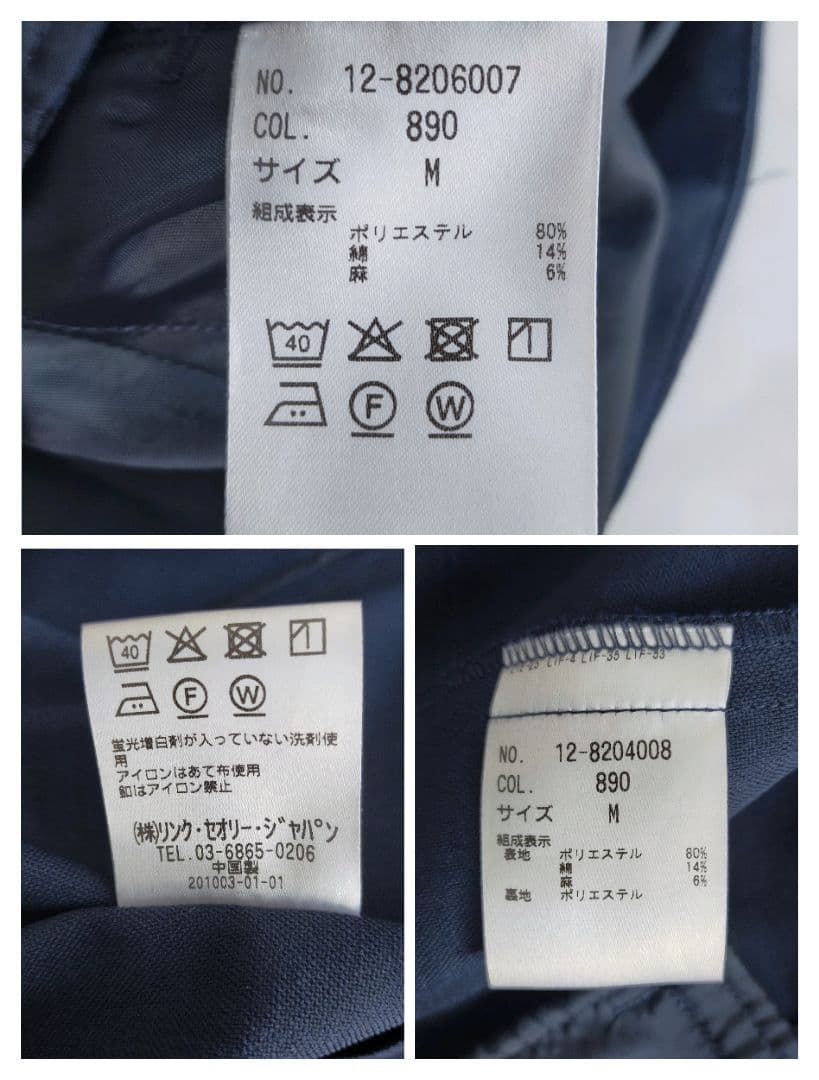 NO. 12-8206007
COL. 890
サイズ M
組成表示
ポリエステル 80%
綿 14%
麻 6%
40
F W
40
F W
蛍光増白剤が入っていない洗剤使
用
アイロンはあて布使用
釦はアイロン禁止
(株)リンク・セオリー・ジャパン
TEL.03-6865-0206
中国製
201003-01-01
LTF-4 LTF-35 LTF-53
NO. 12-8204008
COL. 890
サイズ M
組成表示
表地 ポリエステル 80%
綿 14%
麻 6%
裏地 ポリエステル